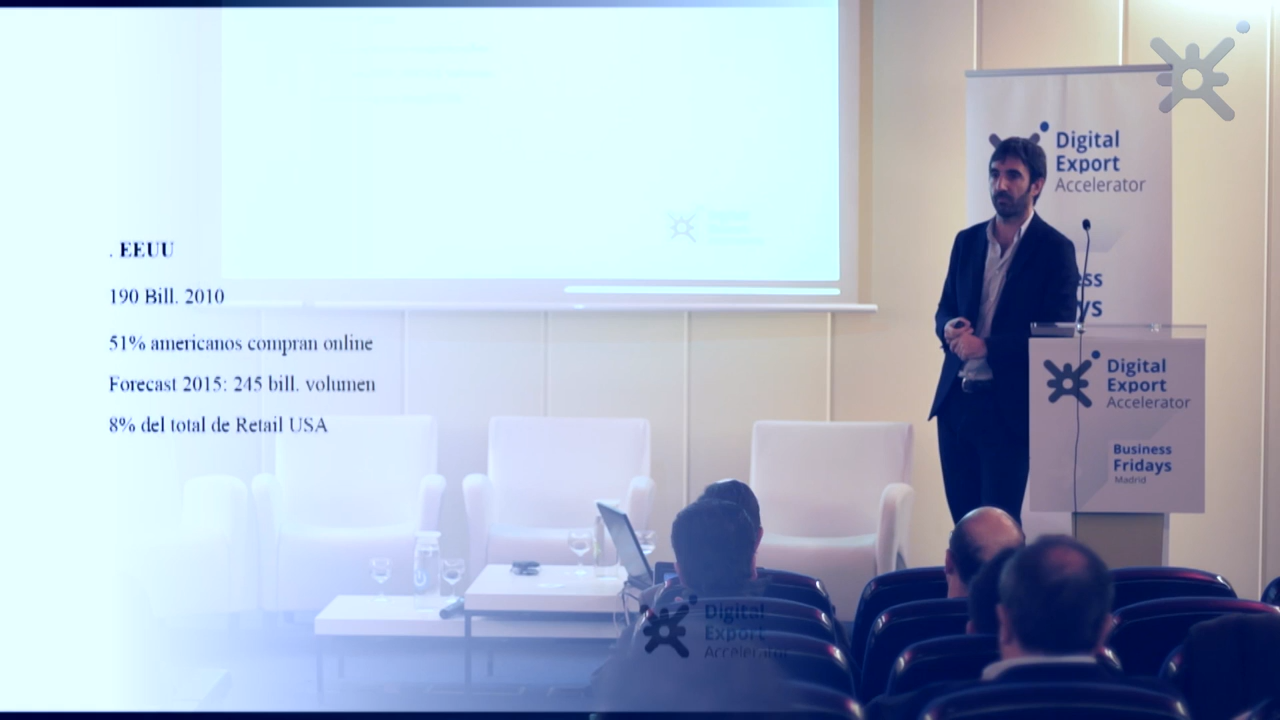 . EEUU
190 Bill. 2010
51% americanos compran online
Forecast 2015: 245 bill. volumen
8% del total de Retail USA
Digital
Export
Accelerator
Digital
Export
Accelerator
Business
Fridays
Madrid
Digital
Export
Accelerator